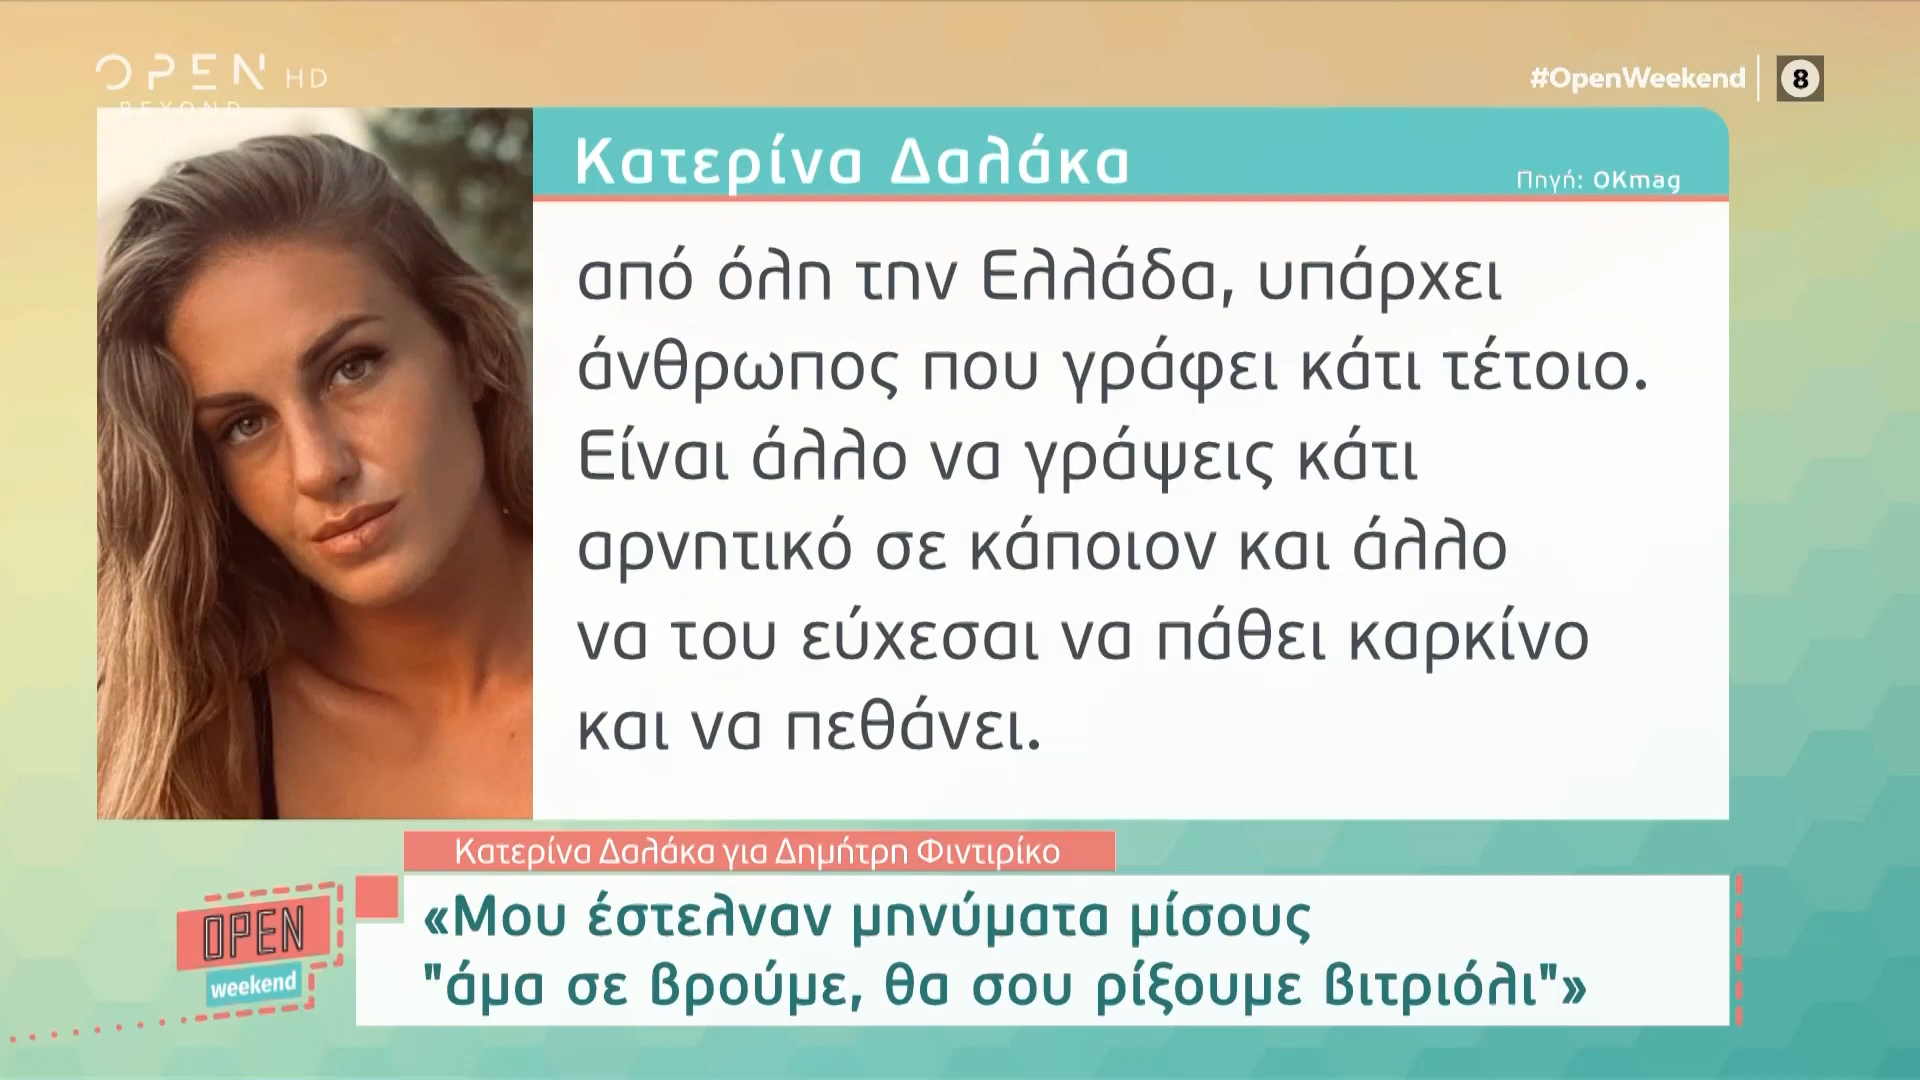 OPEN HD
BEYOND
#OpenWeekend
8
Κατερίνα Δαλάκα
Πηγή: OKmag
από όλη την Ελλάδα, υπάρχει
άνθρωπος που γράφει κάτι τέτοιο.
Είναι άλλο να γράψεις κάτι
αρνητικό σε κάποιον και άλλο
να του εύχεσαι να πάθει καρκίνο
και να πεθάνει.
Κατερίνα Δαλάκα για Δημήτρη Φιντιρίκο
OPEN
weekend
«Μου έστελναν μηνύματα μίσους
"άμα σε βρούμε, θα σου ρίξουμε βιτριόλι"»